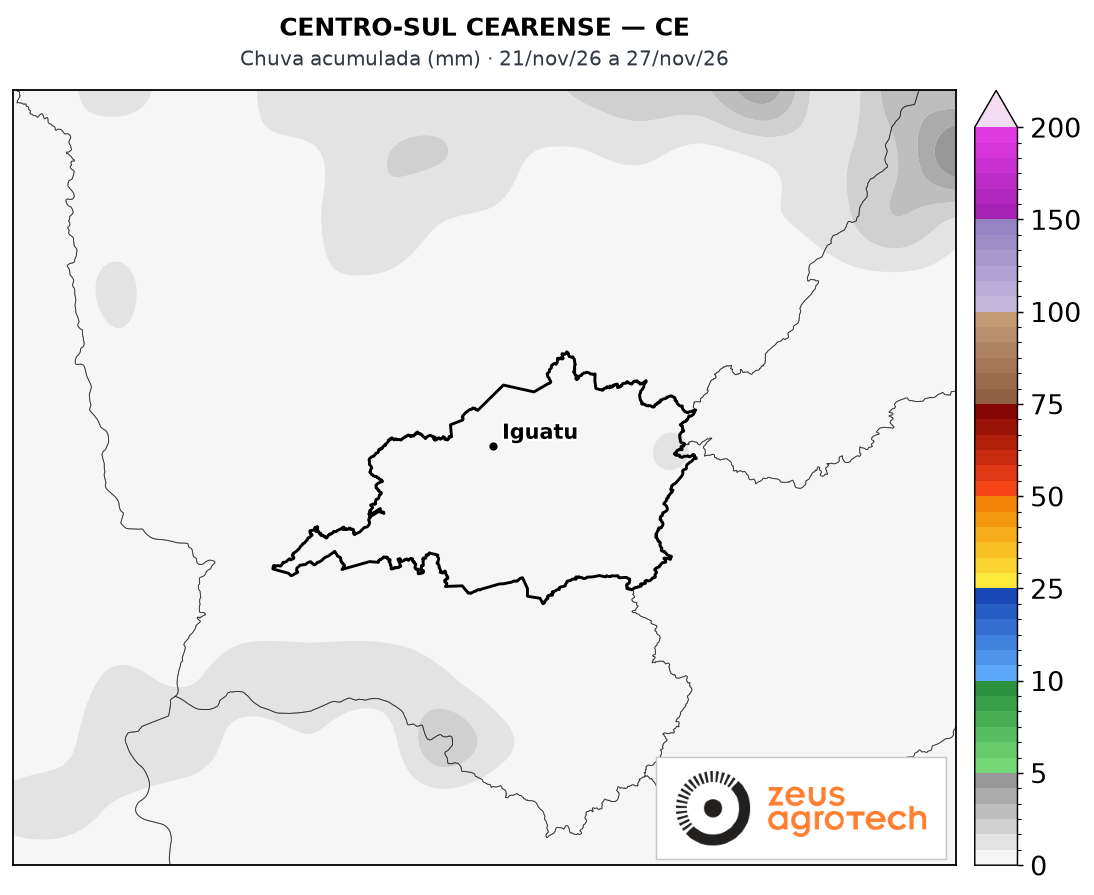 CENTRO-SUL CEARENSE — CE
Chuva acumulada (mm) · 21/nov/26 a 27/nov/26
Iguatu
200
150
100
75
50
25
10
5
0
zeus
agrotech